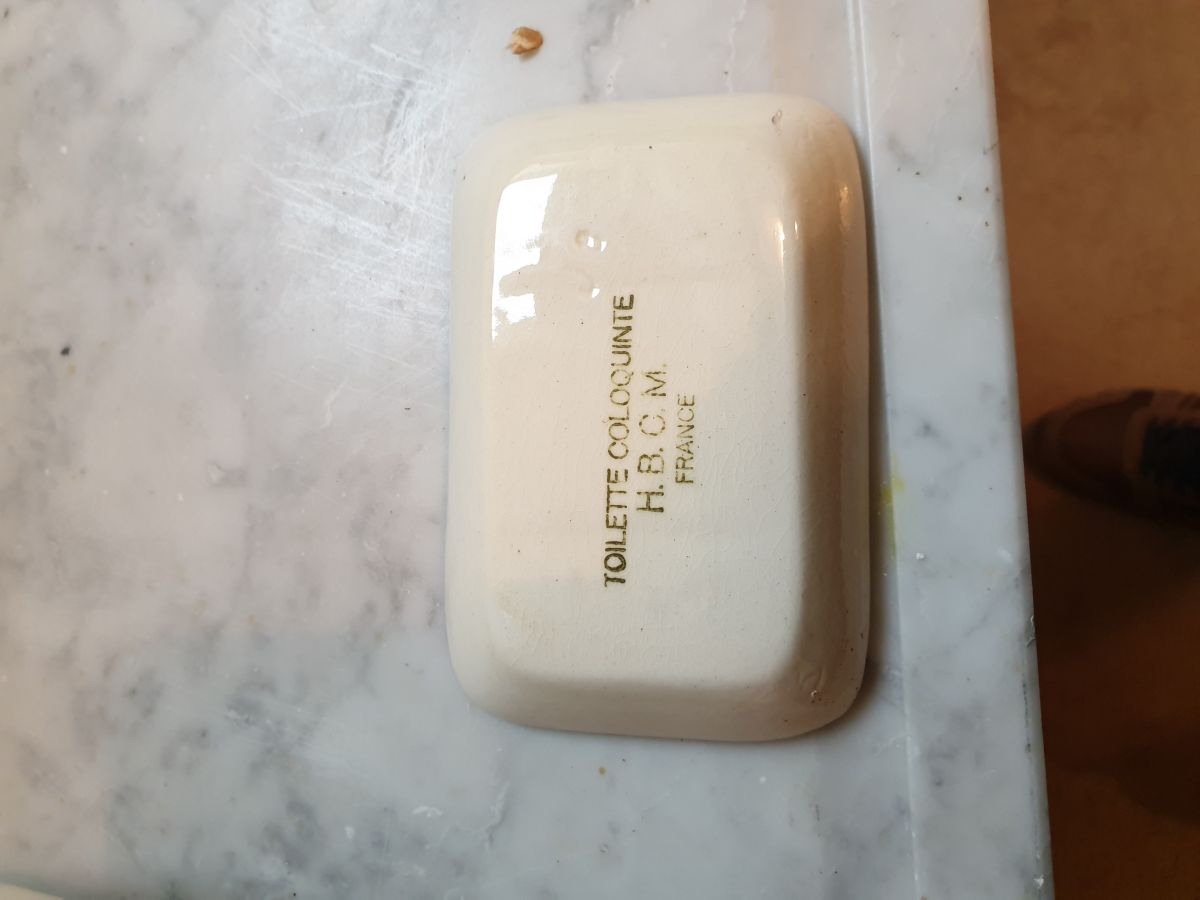 TOILETTE COLOQUINTE
H. B. C. M.
FRANCE